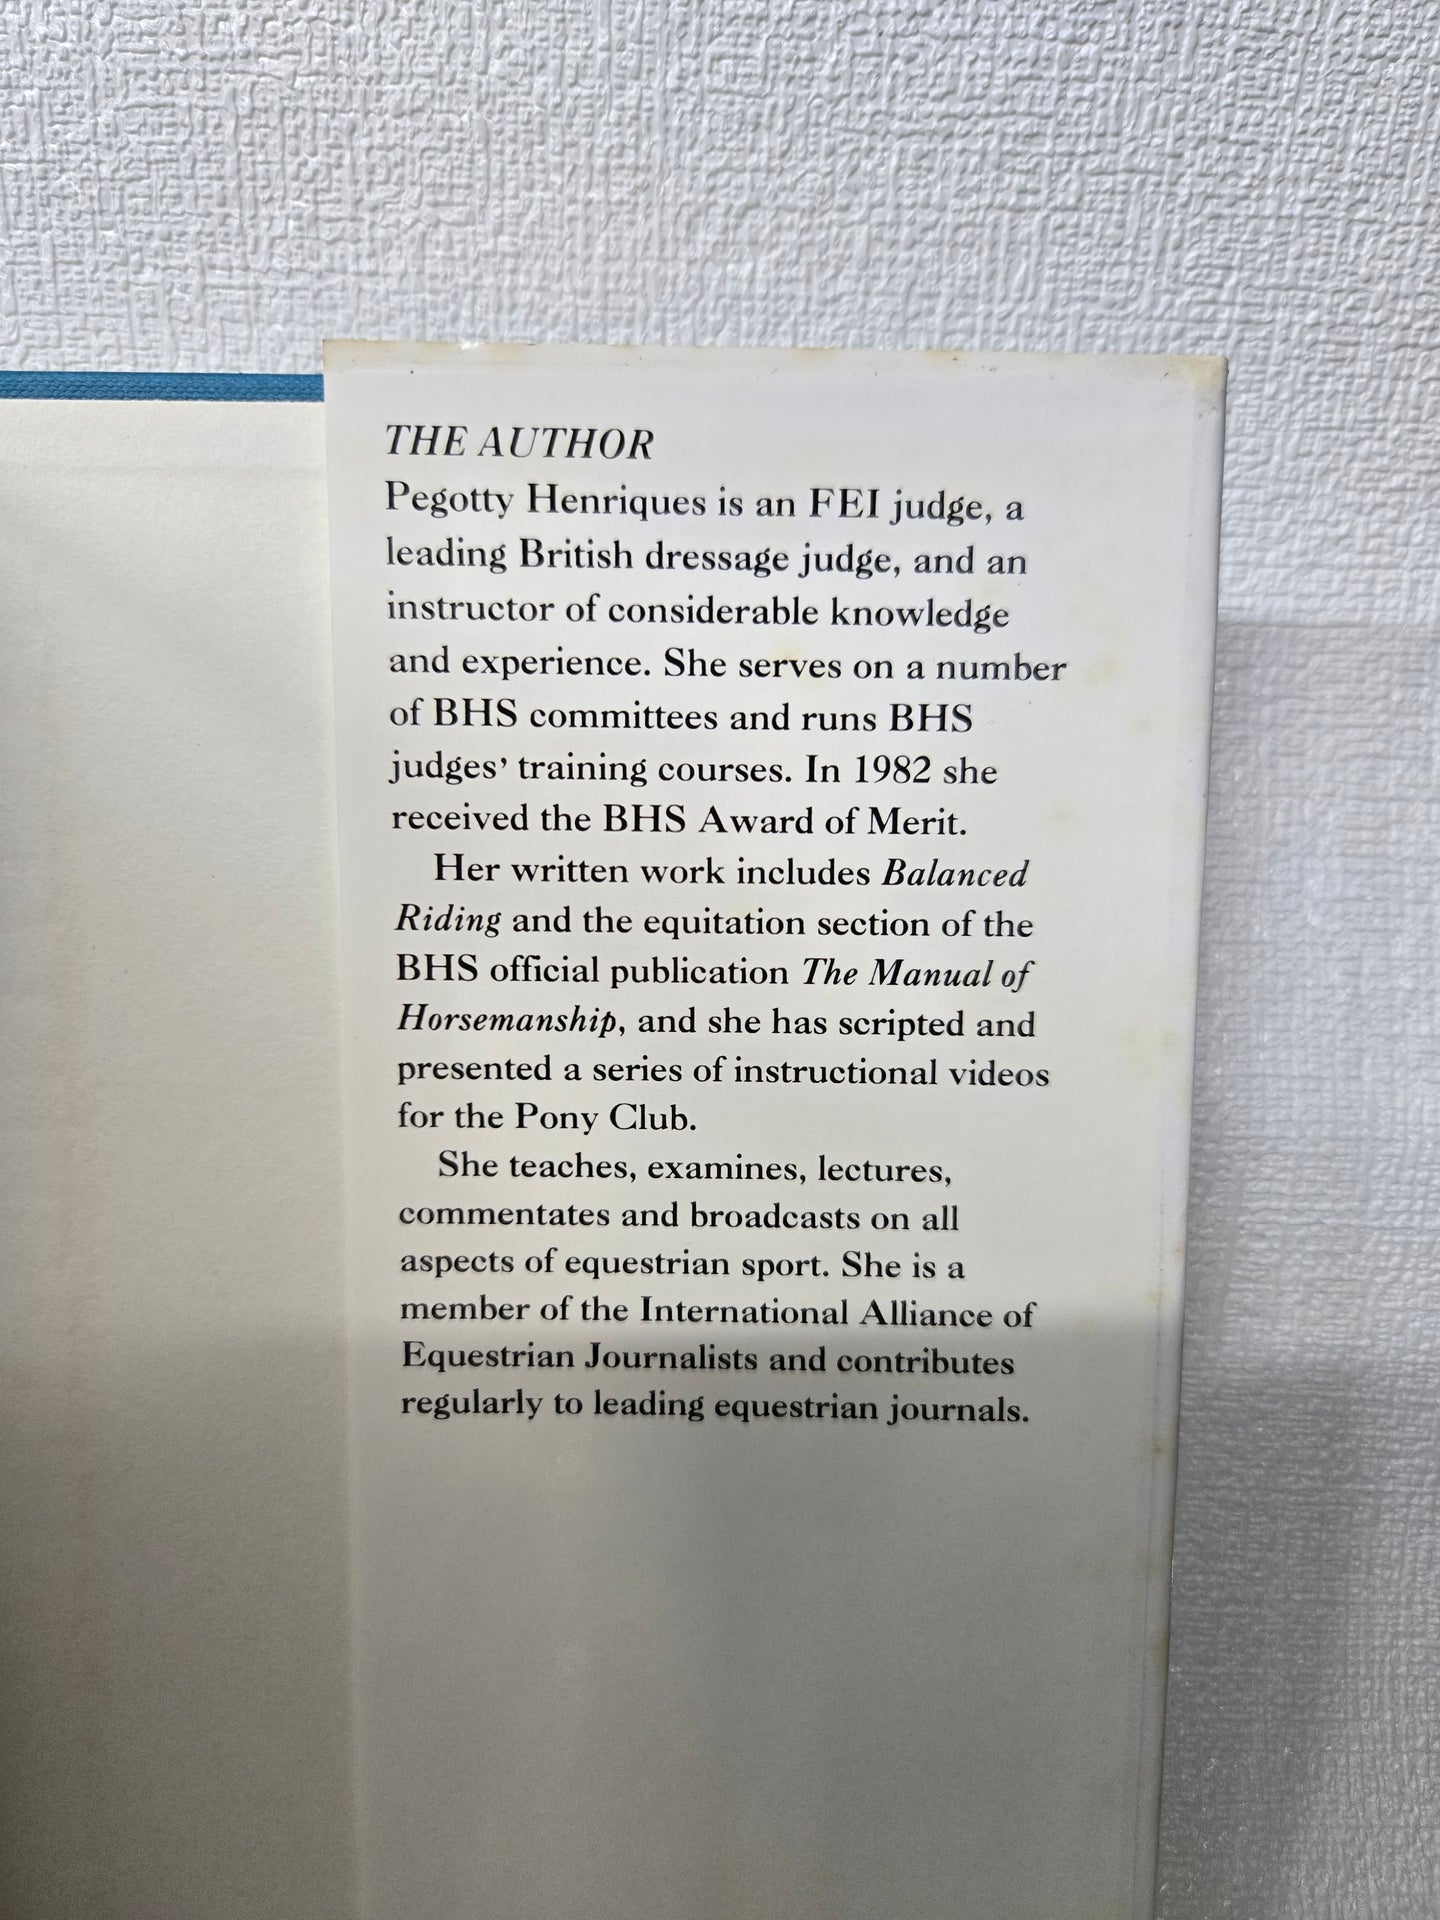 THE AUTHOR
Pegotty Henriques is an FEI judge, a
leading British dressage judge, and an
instructor of considerable knowledge
and experience. She serves on a number
of BHS committees and runs BHS
judges’ training courses. In 1982 she
received the BHS Award of Merit.
Her written work includes Balanced
Riding and the equitation section of the
BHS official publication The Manual of
Horsemanship, and she has scripted and
presented a series of instructional videos
for the Pony Club.
She teaches, examines, lectures,
commentates and broadcasts on all
aspects of equestrian sport. She is a
member of the International Alliance of
Equestrian Journalists and contributes
regularly to leading equestrian journals.